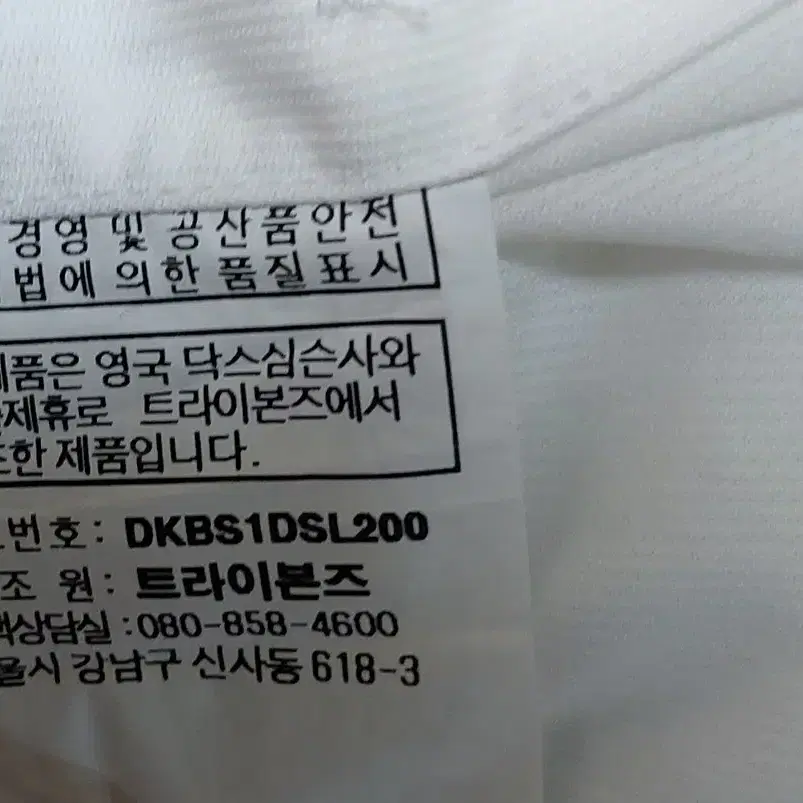 경영 및 공산품안전
법에 의한 품질표시
제품은 영국 닥스심슨사와
제휴로 트라이본즈에서
한 제품입니다.
번호: DKBS1DSL200
조 원: 트라이본즈
상담실:080-858-4600
울시 강남구 신사동 618-3